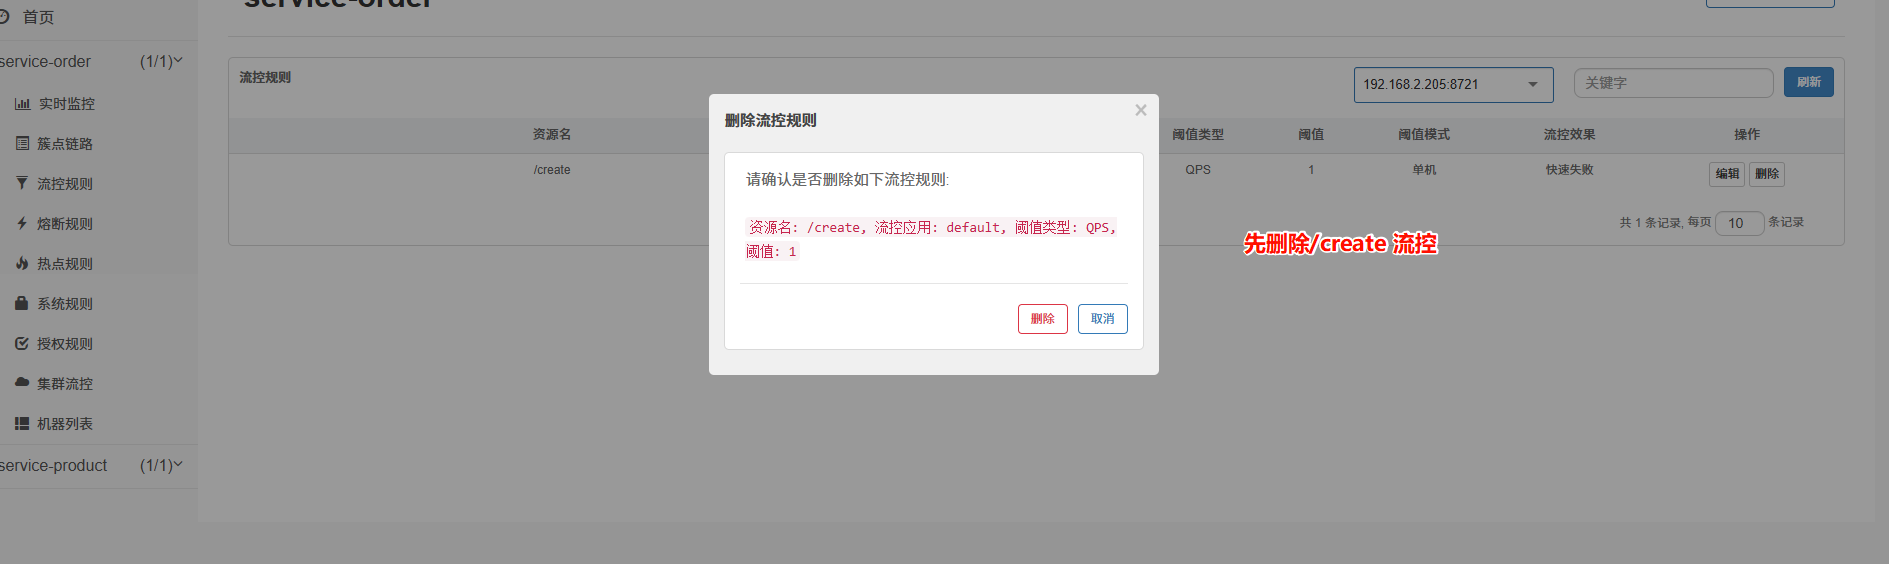 service-order
首页
service-order (1/1)
实时监控
簇点链路
流控规则
熔断规则
热点规则
系统规则
授权规则
集群流控
机器列表
service-product (1/1)
流控规则
192.168.2.205:8721
关键字
刷新
资源名 阈值类型 阈值 阈值模式 流控效果 操作
/create QPS 1 单机 快速失败 编辑 删除
共 1 条记录, 每页 10 条记录
删除流控规则
×
请确认是否删除如下流控规则:
资源名: /create, 流控应用: default, 阈值类型: QPS,
阈值: 1
删除 取消
先删除/create 流控